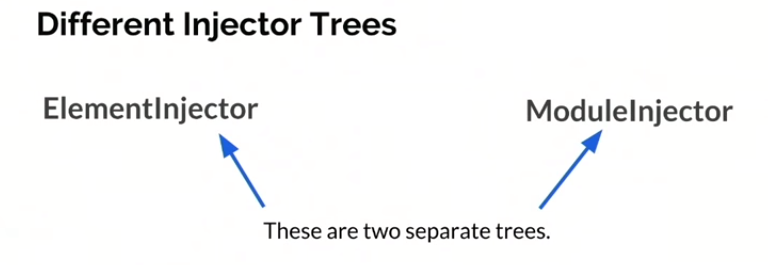 Different Injector Trees
ElementInjector
ModuleInjector
These are two separate trees.